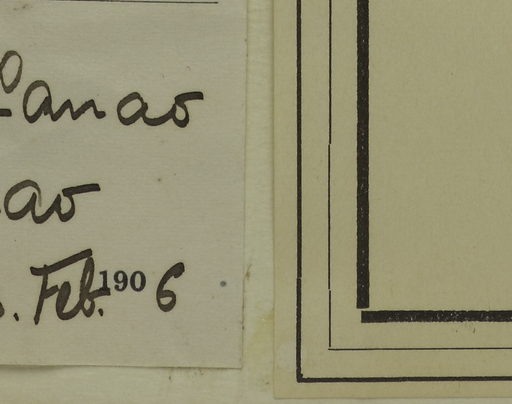 Lanao
ao
. Feb. 1906